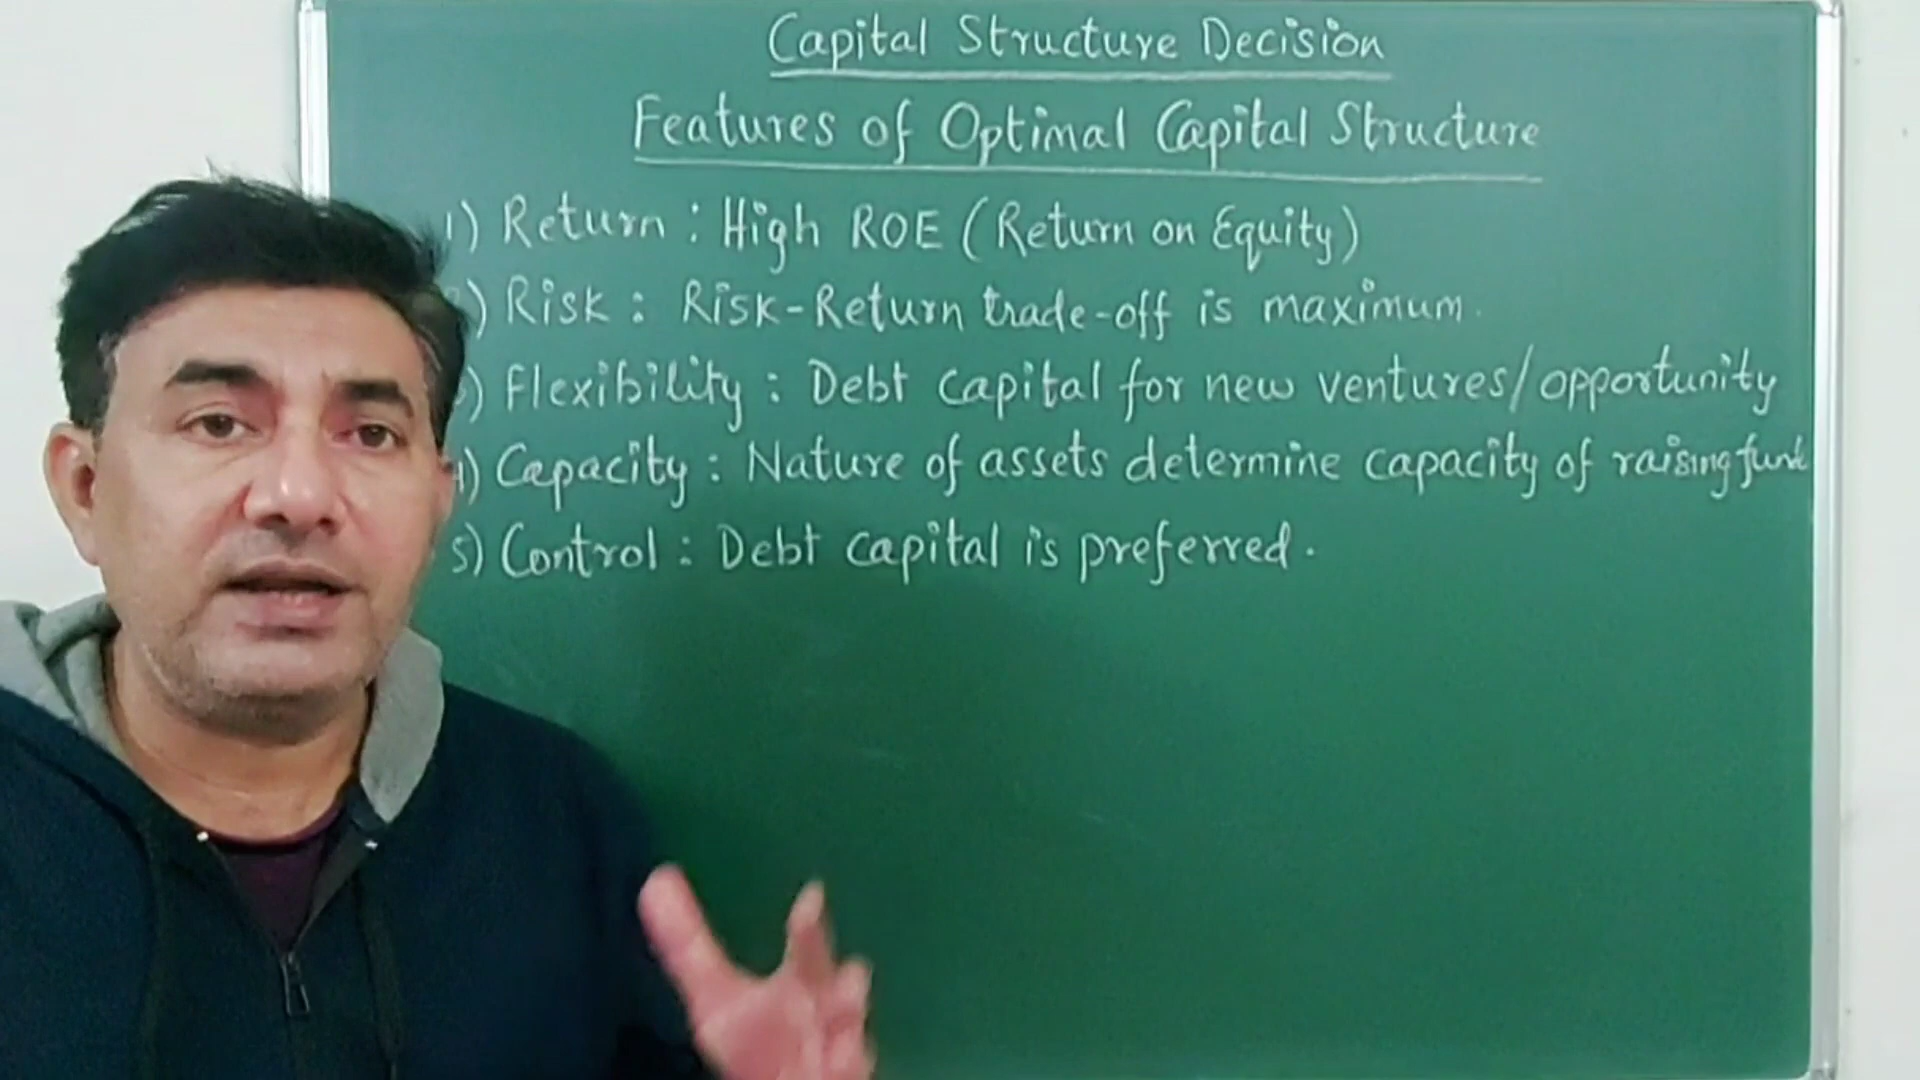 Capital Structure Decision
Features of Optimal Capital Structure
1) Return : High ROE (Return on Equity)
) Risk : Risk-Return trade-off is maximum.
) Flexibility : Debt capital for new ventures/opportunity
4) Capacity : Nature of assets determine capacity of raising fund
5) Control : Debt capital is preferred.